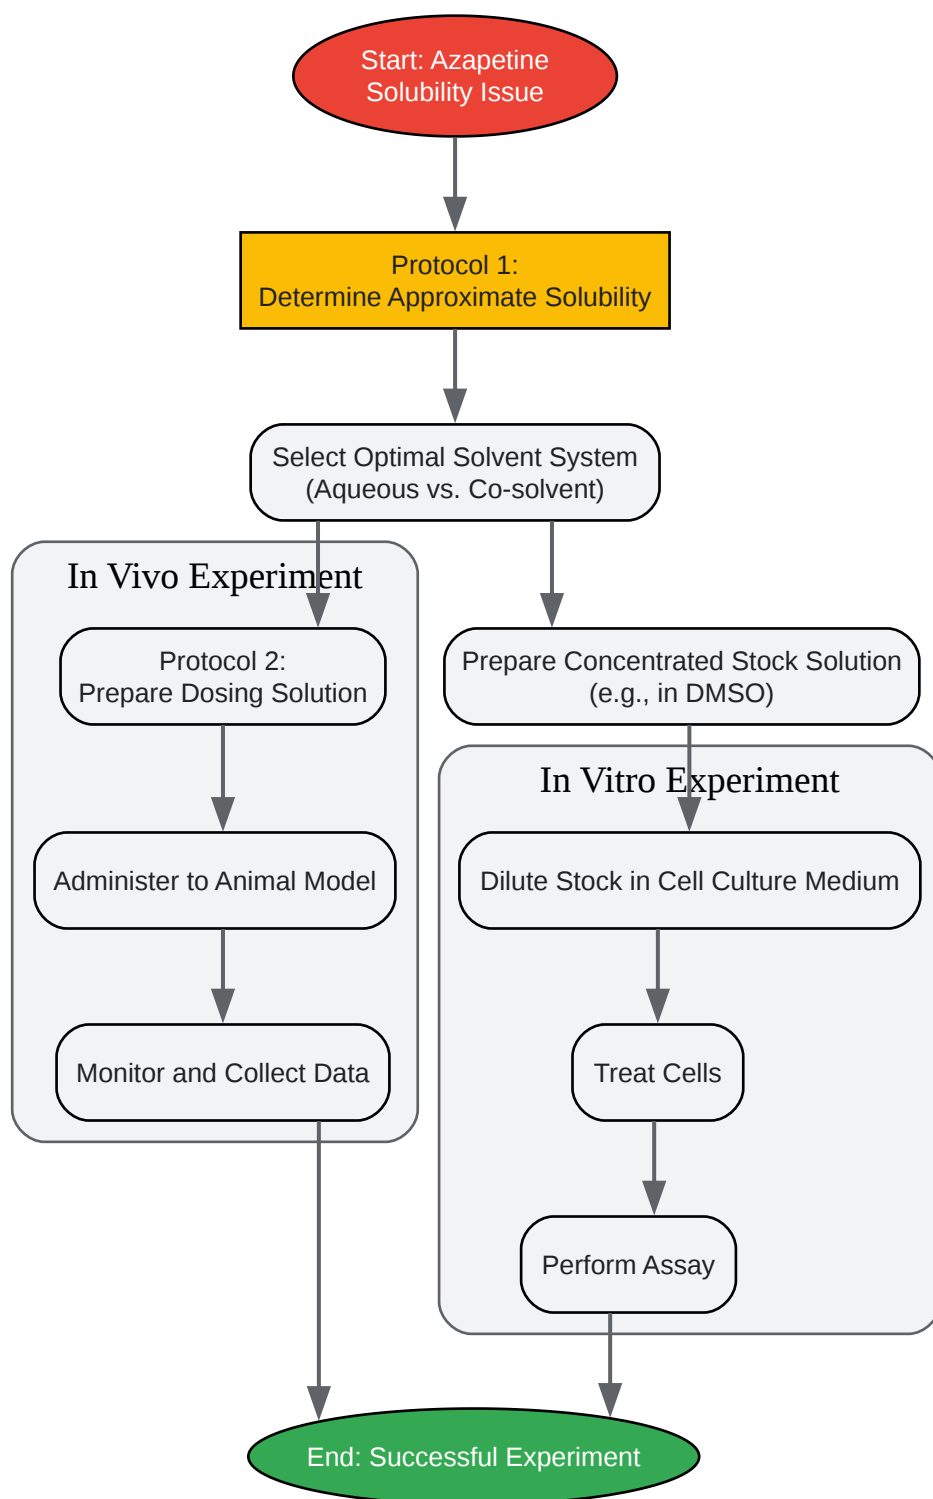 Start: Azapetine
Solubility Issue
Protocol 1:
Determine Approximate Solubility
Select Optimal Solvent System
(Aqueous vs. Co-solvent)
In Vivo Experiment
Protocol 2:
Prepare Dosing Solution
Administer to Animal Model
Monitor and Collect Data
Prepare Concentrated Stock Solution
(e.g., in DMSO)
In Vitro Experiment
Dilute Stock in Cell Culture Medium
Treat Cells
Perform Assay
End: Successful Experiment